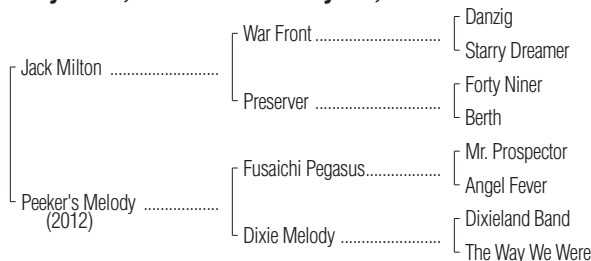 Danzig
War Front ........................
Starry Dreamer
Jack Milton ........................
Forty Niner
Preserver ........................
Berth
Mr. Prospector
Fusaichi Pegasus.................
Angel Fever
Peeker's Melody .................
(2012)
Dixieland Band
Dixie Melody ......................
The Way We Were